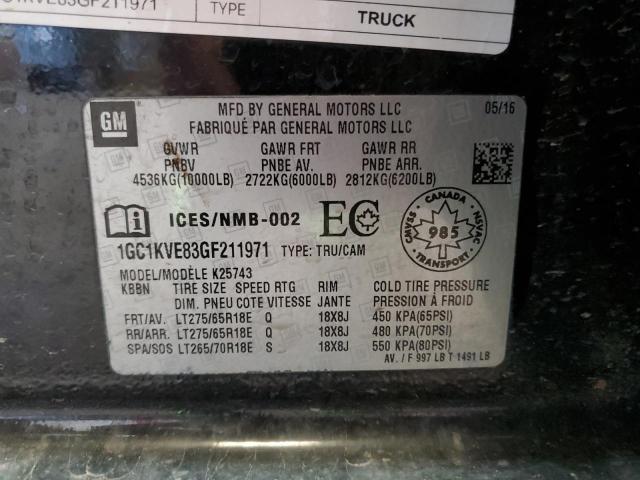 C1KVE83GF211971
TYPE TRUCK
GM
MFD BY GENERAL MOTORS LLC 05/16
FABRIQUÉ PAR GENERAL MOTORS LLC
GVWR GAWR FRT GAWR RR
PNBV PNBE AV. PNBE ARR.
4536KG(10000LB) 2722KG(6000LB) 2812KG(6200LB)
ICES/NMB-002 EC
CANADA
CMVSS 985 NSVAC
TRANSPORT
1GC1KVE83GF211971 TYPE: TRU/CAM
MODEL/MODÈLE K25743
KBBN TIRE SIZE SPEED RTG RIM COLD TIRE PRESSURE
DIM. PNEU COTE VITESSE JANTE PRESSION À FROID
FRT/AV. LT275/65R18E Q 18X8J 450 KPA(65PSI)
RR/ARR. LT275/65R18E Q 18X8J 480 KPA(70PSI)
SPA/SOS LT265/70R18E S 18X8J 550 KPA(80PSI)
AV. / F 997 LB T 1491 LB